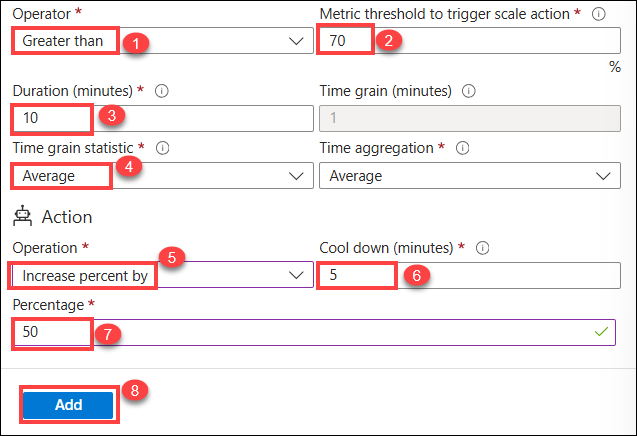 Operator * Metric threshold to trigger scale action *
Greater than 1 70 2
%
Duration (minutes) * Time grain (minutes)
10 3 1
Time grain statistic * 4 Time aggregation *
Average Average
Action
Operation * 5 Cool down (minutes) *
Increase percent by 5 6
Percentage *
50 7
Add 8